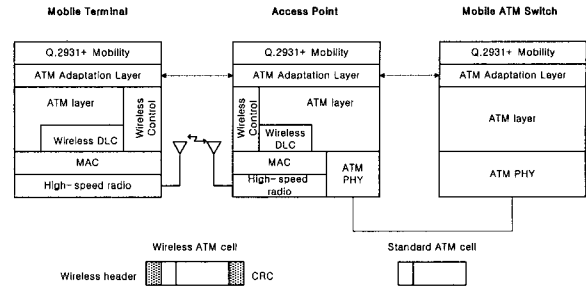 Mobile Terminal
Access Point
Mobile ATM Switch
Q.2931+ Mobility
ATM Adaptation Layer
ATM layer
Wireless Control
Wireless DLC
MAC
High-speed radio
Q.2931+ Mobility
ATM Adaptation Layer
Wireless Control
ATM layer
Wireless DLC
MAC
High-speed radio
ATM PHY
Q.2931+ Mobility
ATM Adaptation Layer
ATM layer
ATM PHY
Wireless ATM cell
Standard ATM cell
Wireless header
CRC